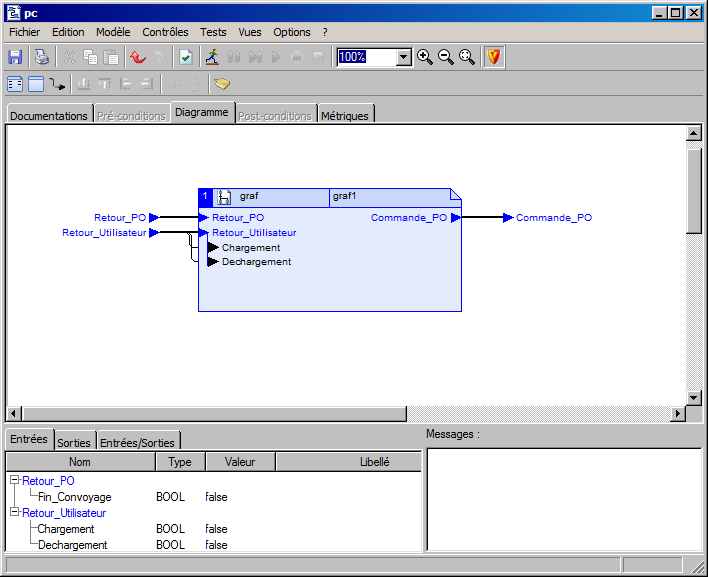 pc
Fichier Edition Modèle Contrôles Tests Vues Options ?
100%
Documentations Pré-conditions Diagramme Post-conditions Métriques
1 graf graf1
Retour_PO Retour_PO Commande_PO Commande_PO
Retour_Utilisateur Retour_Utilisateur
Chargement
Dechargement
Entrées Sorties Entrées/Sorties Messages :
Nom Type Valeur Libellé
Retour_PO
Fin_Convoyage BOOL false
Retour_Utilisateur
Chargement BOOL false
Dechargement BOOL false